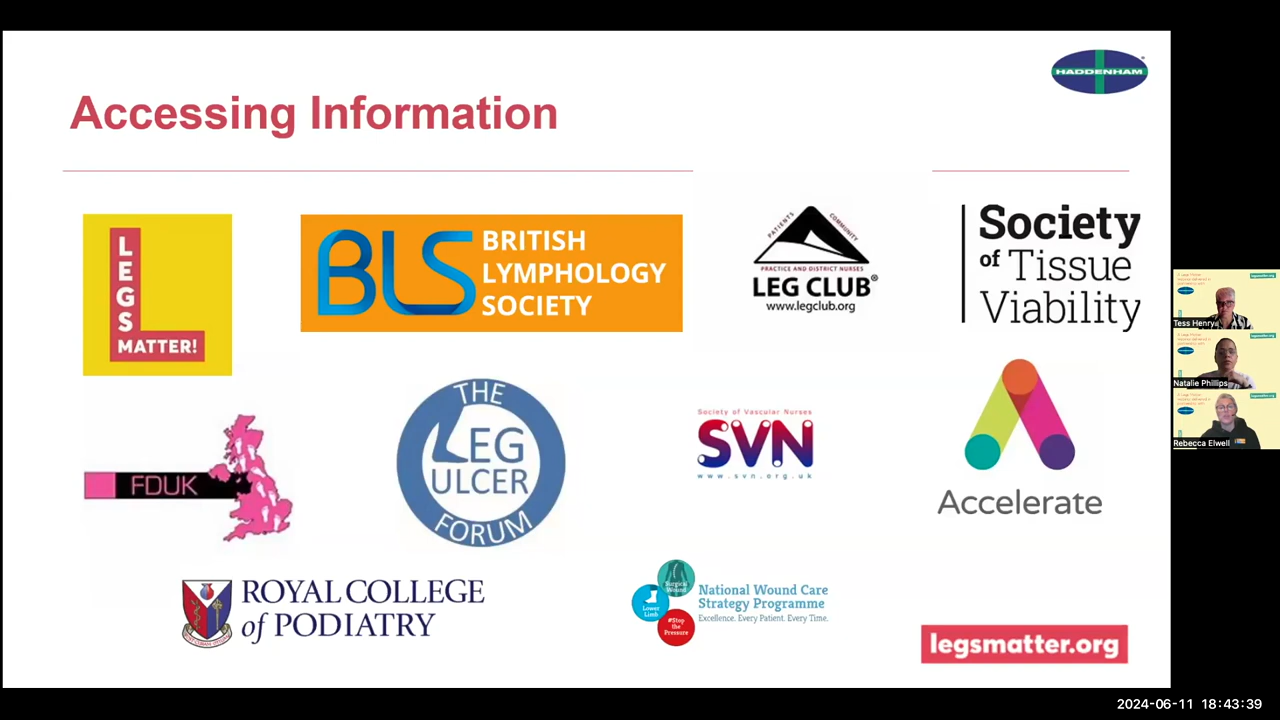 HADDENHAM
Accessing Information
LEGS
MATTER!
BLS
BRITISH
LYMPHOLOGY
SOCIETY
PATIENTS
COMMUNITY
PRACTICE AND DISTRICT NURSES
LEG CLUB®
www.legclub.org
Society
of Tissue
Viability
FDUK
THE
LEG
ULCER
FORUM
Society of Vascular Nurses
SVN
www.svn.org.uk
Accelerate
ROYAL COLLEGE
of PODIATRY
Surgical
Wound
Lower
Limb
#Stop
the
Pressure
National Wound Care
Strategy Programme
Excellence. Every Patient. Every Time.
legsmatter.org
Tess Henry
Natalie Phillips
Rebecca Elwell
2024-06-11 18:43:39